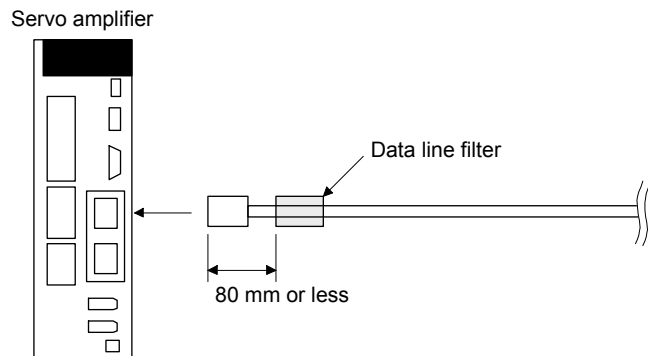 Servo amplifier
Data line filter
80 mm or less